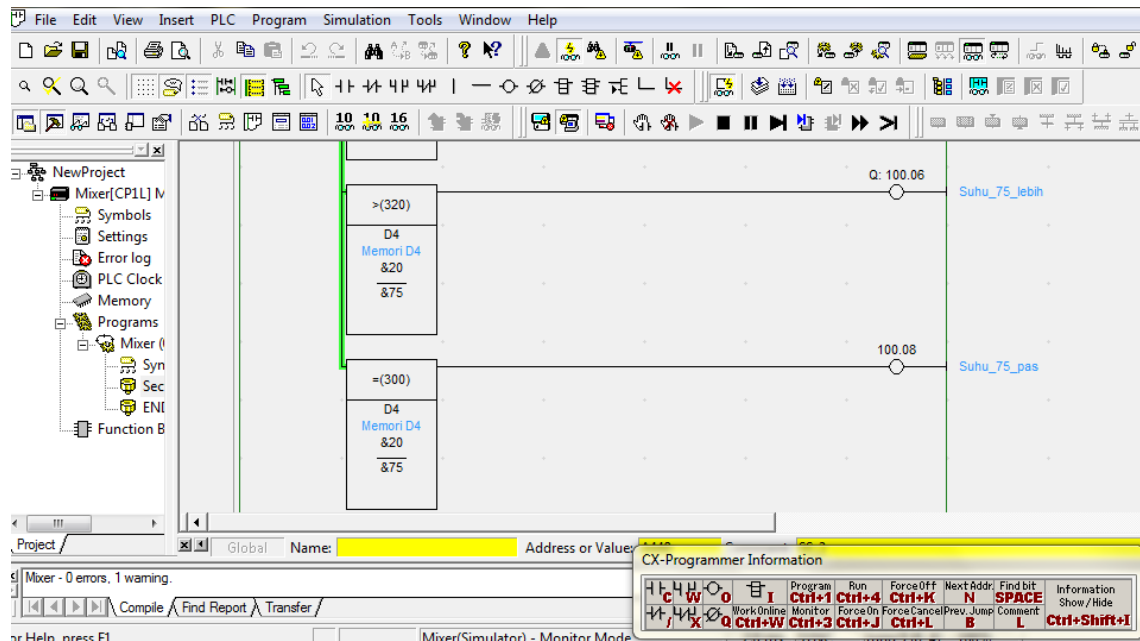 File Edit View Insert PLC Program Simulation Tools Window Help
10 10 16
NewProject
Mixer[CP1L] M
Symbols
Settings
Error log
PLC Clock
Memory
Programs
Mixer (
Syn
Sec
END
Function B
Project
>(320)
D4
Memori D4
&20
&75
Q: 100.06
Suhu_75_lebih
=(300)
D4
Memori D4
&20
&75
100.08
Suhu_75_pas
Global Name: Address or Value:
Mixer - 0 errors, 1 warning.
Compile Find Report Transfer
CX-Programmer Information
C W O I Program Ctrl+1 Run Ctrl+4 ForceOff Ctrl+K Next Addr. N Find bit SPACE Information Show/Hide
/ X Q Work Online Ctrl+W Monitor Ctrl+3 Force On Ctrl+J Force Cancel Ctrl+L Prev. Jump B Comment L Ctrl+Shift+I
or Help, press F1
Mixer(Simulator) - Monitor Mode